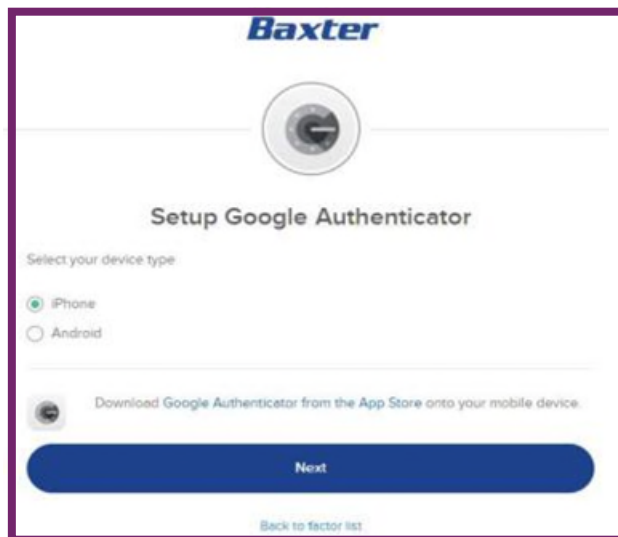 Baxter
Setup Google Authenticator
Select your device type
iPhone
Android
Download Google Authenticator from the App Store onto your mobile device.
Next
Back to factor list